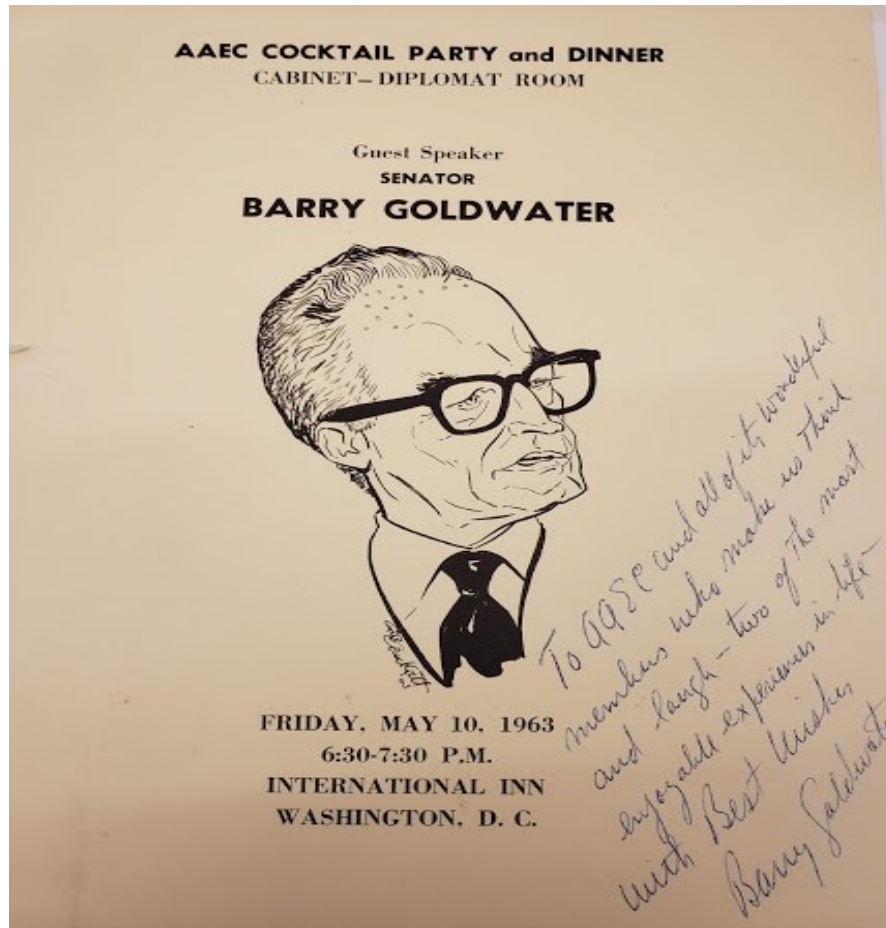 AAEC COCKTAIL PARTY and DINNER
CABINET–DIPLOMAT ROOM
Guest Speaker
SENATOR
BARRY GOLDWATER
FRIDAY, MAY 10, 1963
6:30-7:30 P.M.
INTERNATIONAL INN
WASHINGTON, D. C.
To AAEC and all of its wonderful
members who make us think
and laugh – two of the most
enjoyable experiences in life –
with Best Wishes
Barry Goldwater